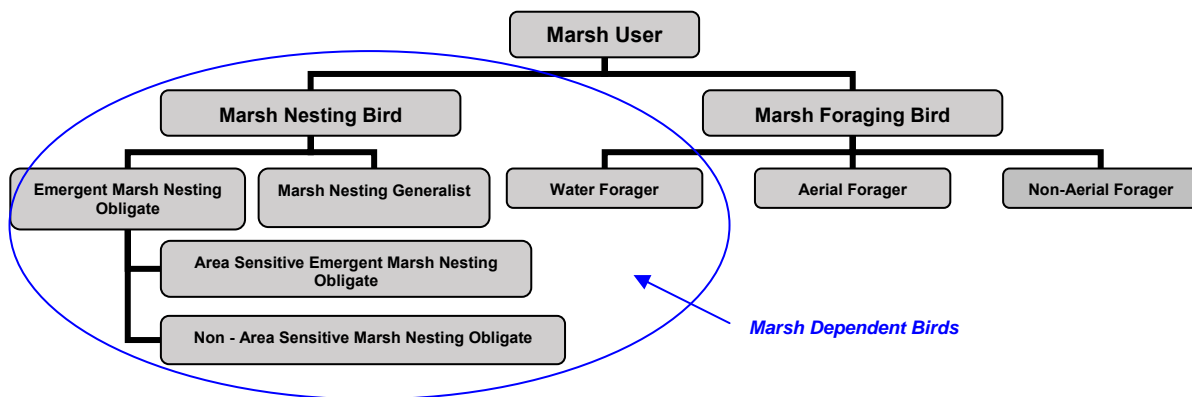 Marsh User
Marsh Nesting Bird
Marsh Foraging Bird
Emergent Marsh Nesting
Obligate
Marsh Nesting Generalist
Water Forager
Aerial Forager
Non-Aerial Forager
Area Sensitive Emergent Marsh Nesting
Obligate
Non - Area Sensitive Marsh Nesting Obligate
Marsh Dependent Birds